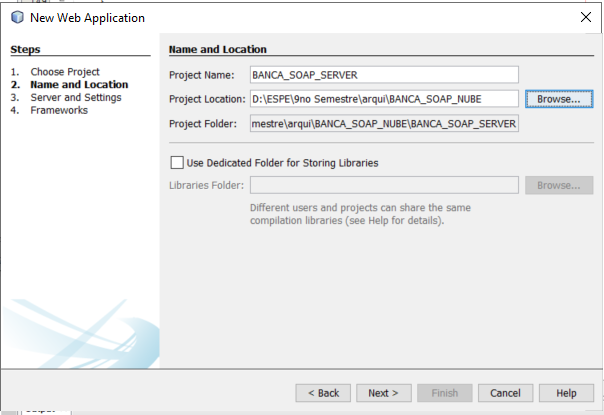 New Web Application
Steps
1. Choose Project
2. Name and Location
3. Server and Settings
4. Frameworks
Name and Location
Project Name: BANCA_SOAP_SERVER
Project Location: D:\ESPE\9no Semestre\arqui\BANCA_SOAP_NUBE Browse...
Project Folder: mestre\arqui\BANCA_SOAP_NUBE\BANCA_SOAP_SERVER
Use Dedicated Folder for Storing Libraries
Libraries Folder: Browse...
Different users and projects can share the same
compilation libraries (see Help for details).
< Back Next > Finish Cancel Help